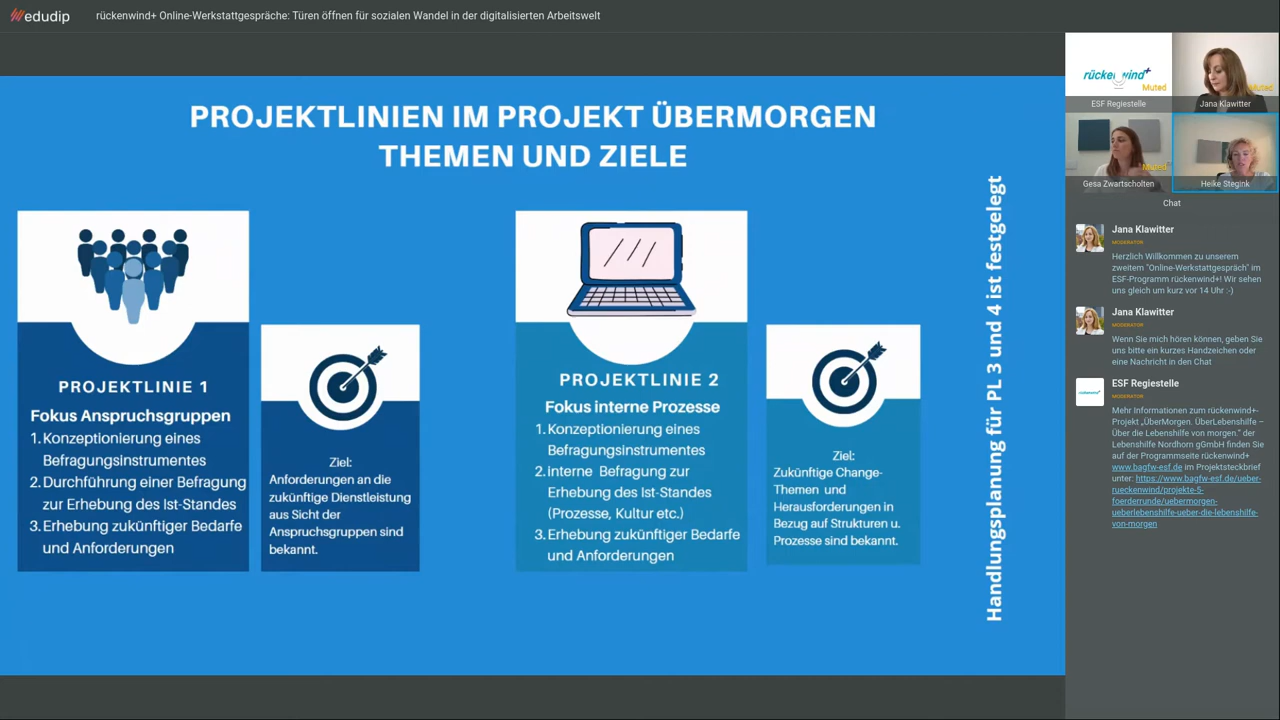 edudip
rückenwind+ Online-Werkstattgespräche: Türen öffnen für sozialen Wandel in der digitalisierten Arbeitswelt
PROJEKTLINIEN IM PROJEKT ÜBERMORGEN
THEMEN UND ZIELE
PROJEKTLINIE 1
Fokus Anspruchsgruppen
1. Konzeptionierung eines
Befragungsinstrumentes
2. Durchführung einer Befragung
zur Erhebung des Ist-Standes
3. Erhebung zukünftiger Bedarfe
und Anforderungen
Ziel:
Anforderungen an die
zukünftige Dienstleistung
aus Sicht der
Anspruchsgruppen sind
bekannt.
PROJEKTLINIE 2
Fokus interne Prozesse
1. Konzeptionierung eines
Befragungsinstrumentes
2. Interne Befragung zur
Erhebung des Ist-Standes
(Prozesse, Kultur etc.)
3. Erhebung zukünftiger Bedarfe
und Anforderungen
Ziel:
Zukünftige Change-
Themen und
Herausforderungen in
Bezug auf Strukturen u.
Prozesse sind bekannt.
Handlungsplanung für PL 3 und 4 ist festgelegt
rückenwind+
Muted
ESF Regiestelle
Muted
Jana Klawitter
Muted
Gesa Zwartscholten
Heike Stegink
Chat
Jana Klawitter
MODERATOR
Herzlich Willkommen zu unserem
zweitem "Online-Werkstattgespräch" im
ESF-Programm rückenwind+! Wir sehen
uns gleich um kurz vor 14 Uhr :-)
Jana Klawitter
MODERATOR
Wenn Sie mich hören können, geben Sie
uns bitte ein kurzes Handzeichen oder
eine Nachricht in den Chat
ESF Regiestelle
MODERATOR
Mehr Informationen zum rückenwind+-
Projekt „ÜberMorgen. ÜberLebenshilfe –
Über die Lebenshilfe von morgen." der
Lebenshilfe Nordhorn gGmbH finden Sie
auf der Programmseite rückenwind+
www.bagfw-esf.de im Projektsteckbrief
unter: https://www.bagfw-esf.de/ueber-
rueckenwind/projekte-5-
foerderrunde/uebermorgen-
ueberlebenshilfe-ueber-die-lebenshilfe-
von-morgen